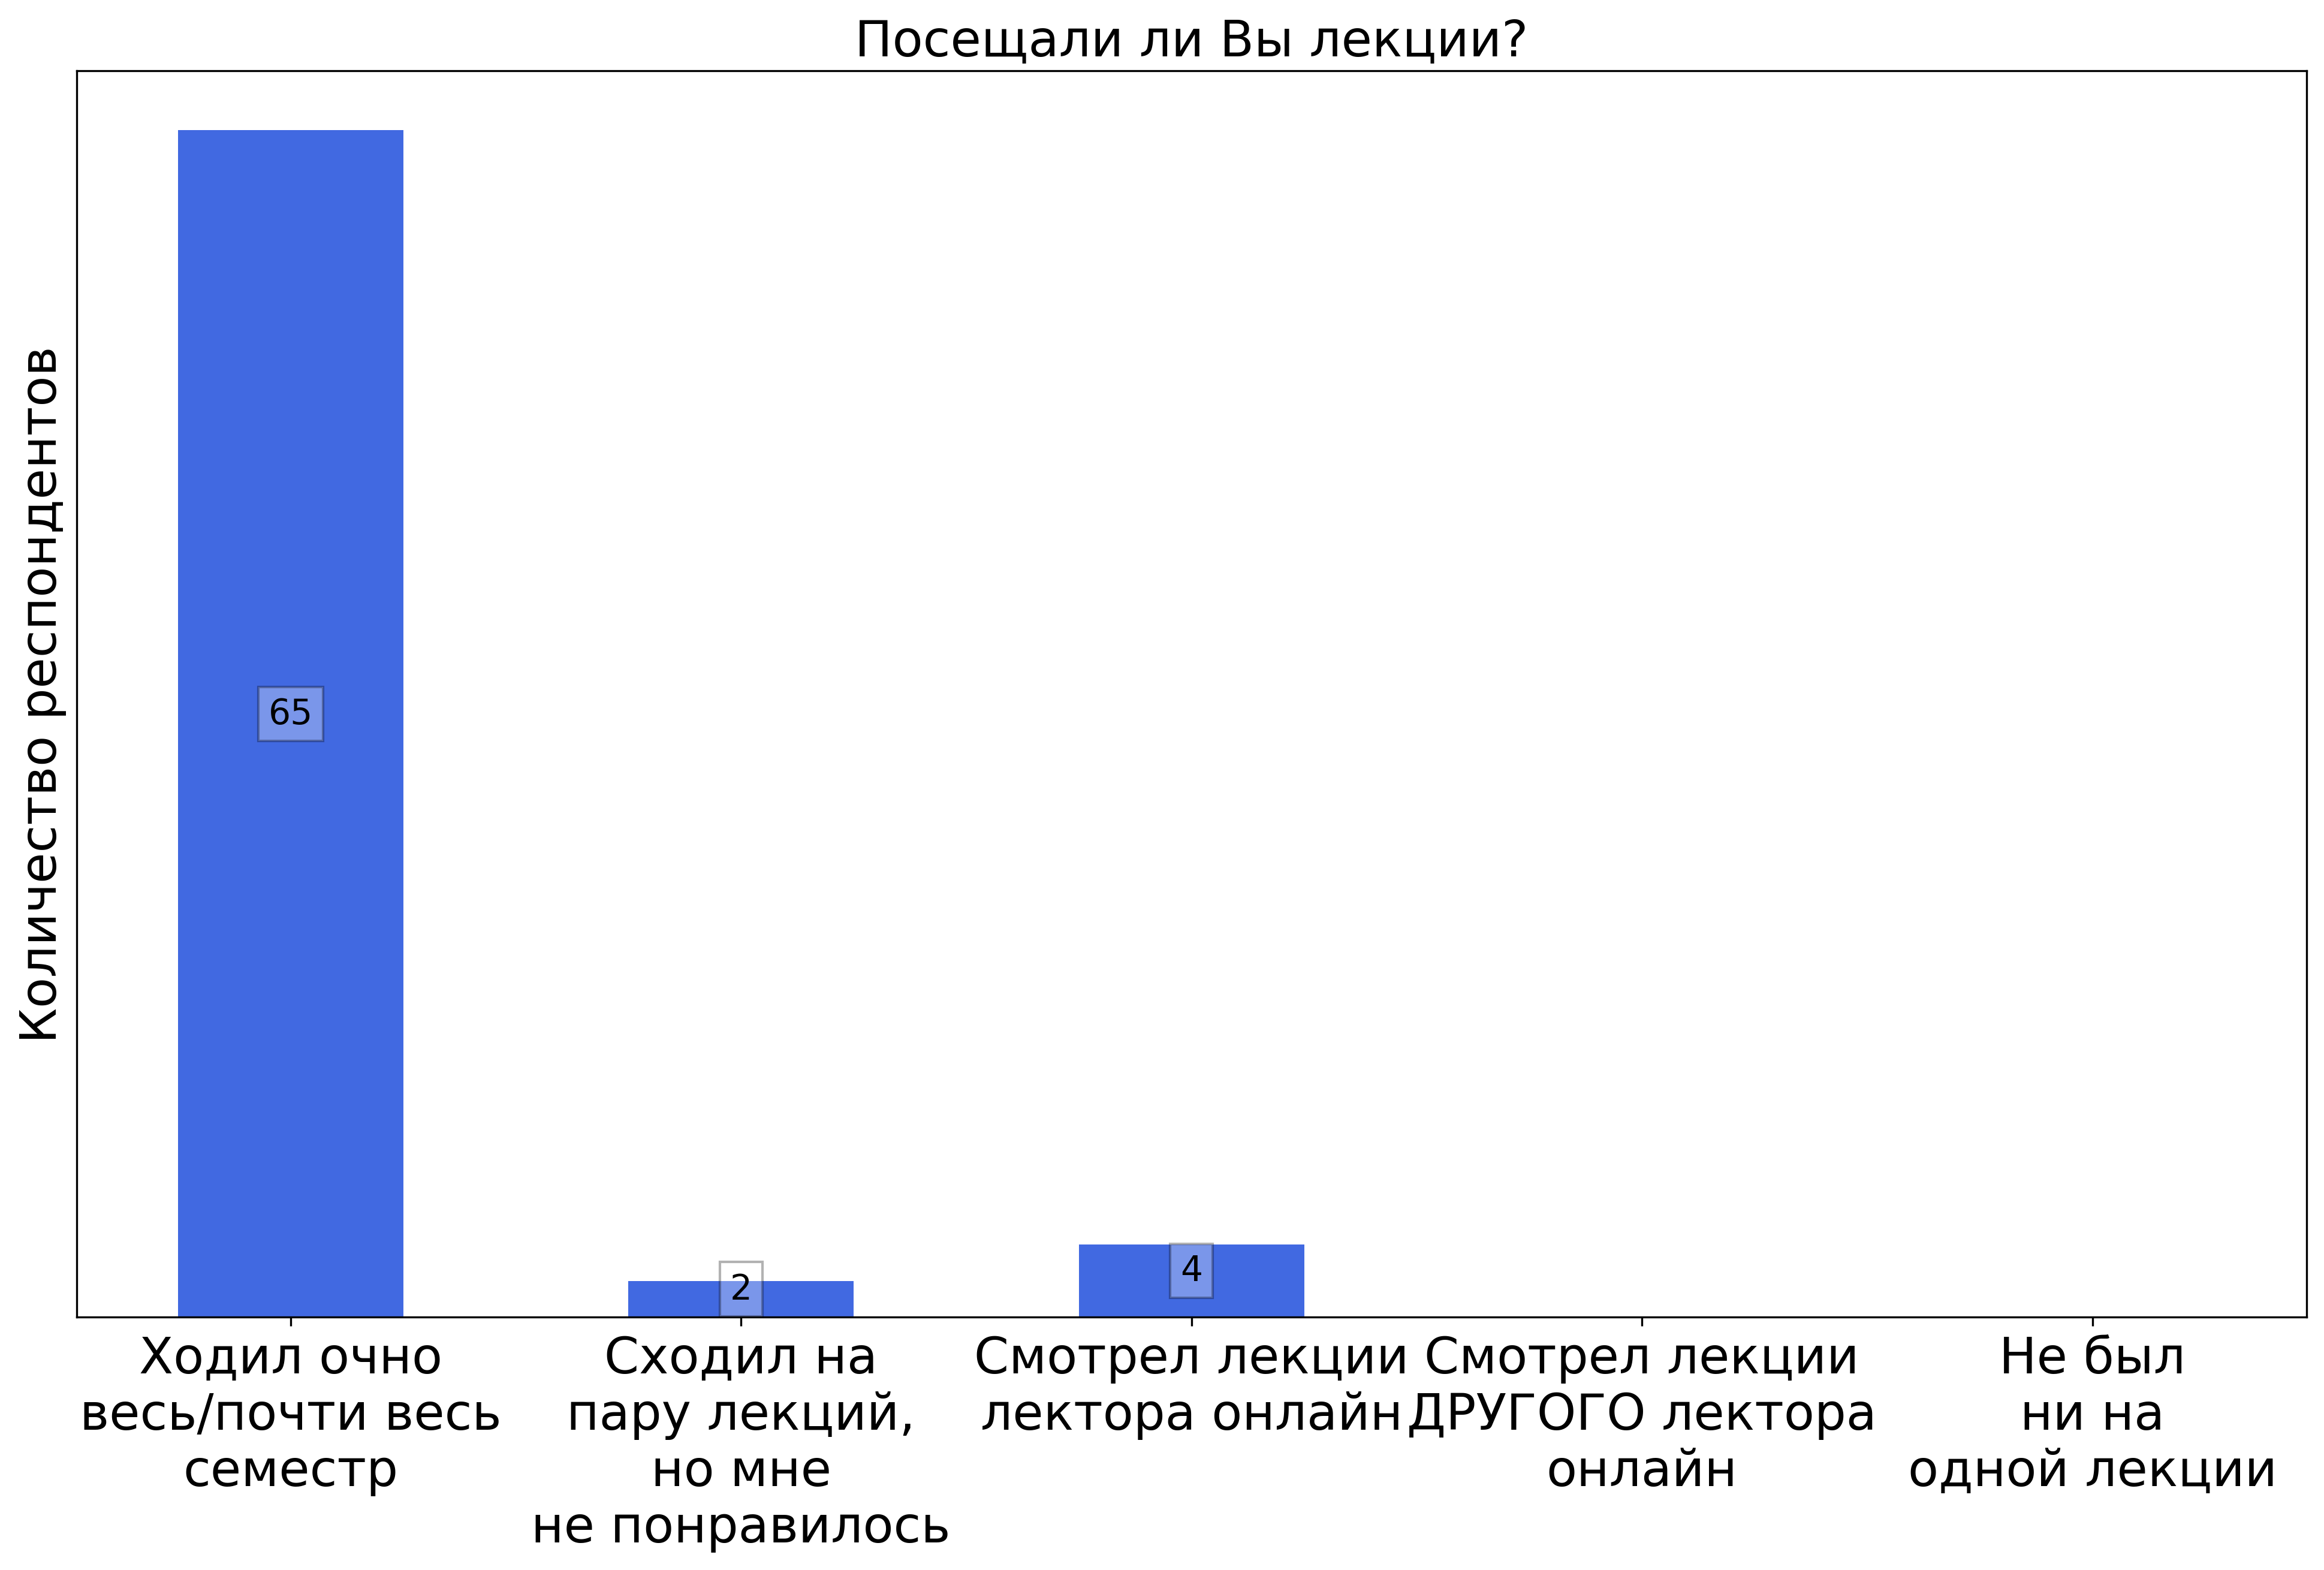 Посещали ли Вы лекции?
Количество респондентов
65
2
4
Ходил очно
весь/почти весь
семестр
Сходил на
пару лекций,
но мне
не понравилось
Смотрел лекции
лектора онлайн
Смотрел лекции
ДРУГОГО лектора
онлайн
Не был
ни на
одной лекции